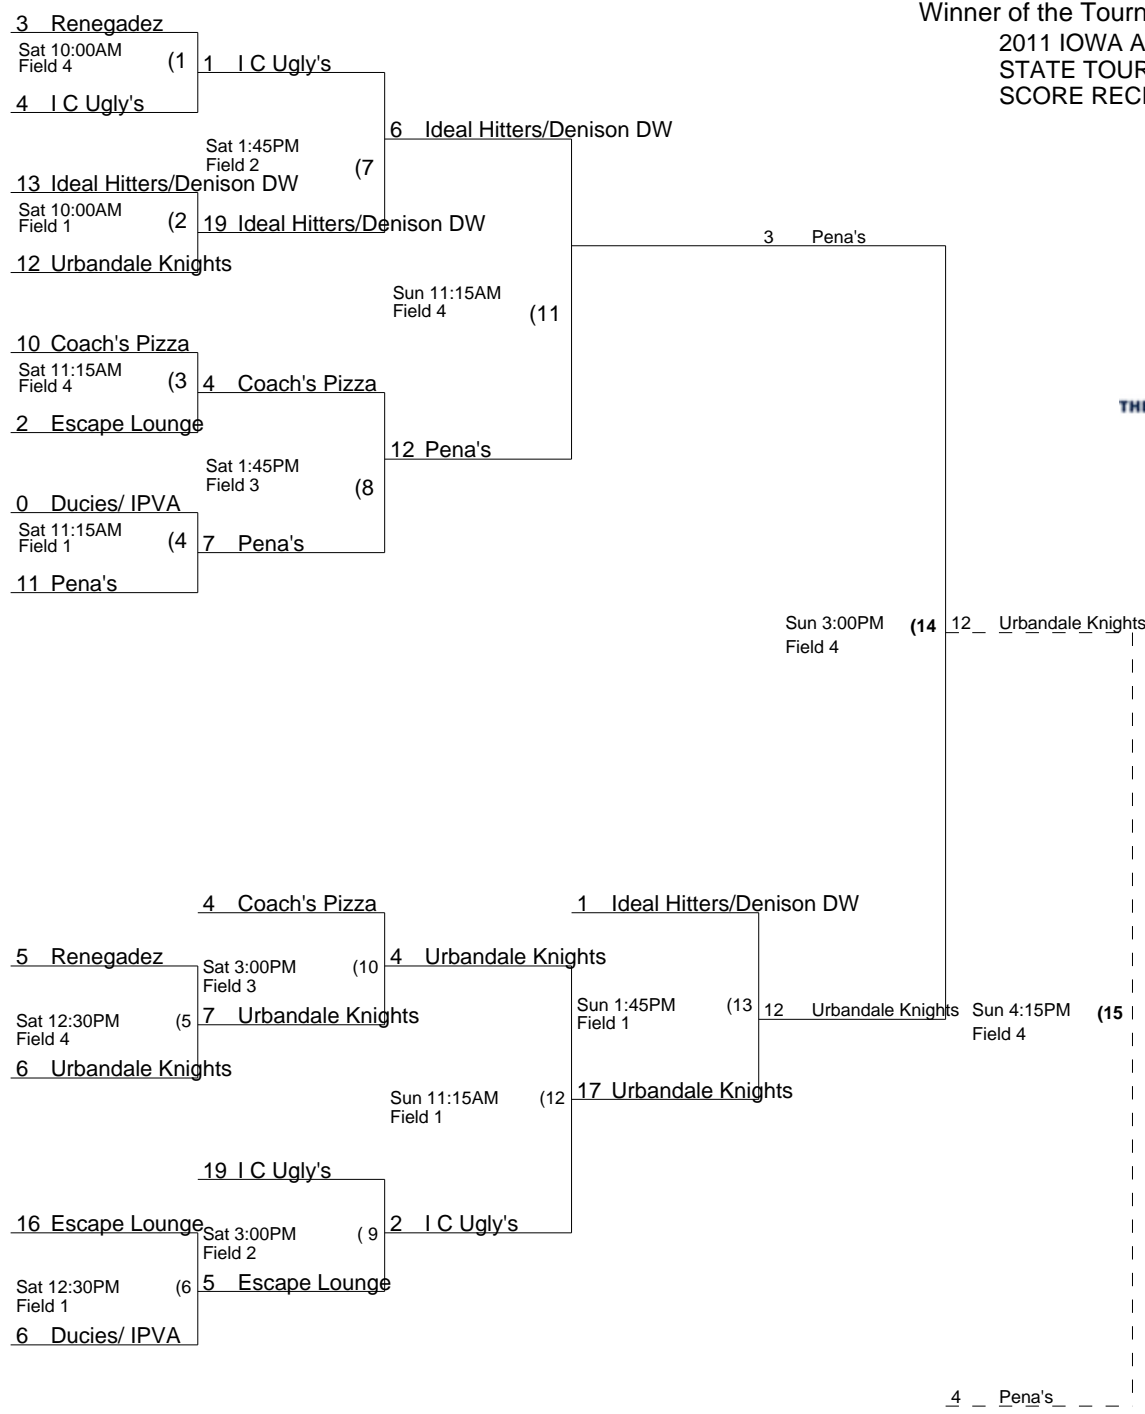 Winner of the Tourn
2011 IOWA A
STATE TOUR
SCORE REC
3 Renegadez
Sat 10:00AM
Field 4 (1
1 I C Ugly's
4 I C Ugly's
6 Ideal Hitters/Denison DW
Sat 1:45PM
Field 2 (7
13 Ideal Hitters/Denison DW
Sat 10:00AM
Field 1 (2
19 Ideal Hitters/Denison DW
12 Urbandale Knights
3 Pena's
Sun 11:15AM
Field 4 (11
10 Coach's Pizza
Sat 11:15AM
Field 4 (3
4 Coach's Pizza
2 Escape Lounge
THE
12 Pena's
Sat 1:45PM
Field 3 (8
0 Ducies/ IPVA
Sat 11:15AM
Field 1 (4
7 Pena's
11 Pena's
Sun 3:00PM (14
Field 4
12 Urbandale Knights
4 Coach's Pizza
1 Ideal Hitters/Denison DW
5 Renegadez
Sat 3:00PM (10
Field 3
4 Urbandale Knights
Sat 12:30PM (5
Field 4
7 Urbandale Knights
Sun 1:45PM (13
Field 1
12 Urbandale Knights
Sun 4:15PM (15
Field 4
6 Urbandale Knights
Sun 11:15AM (12
Field 1
17 Urbandale Knights
19 I C Ugly's
16 Escape Lounge
Sat 3:00PM ( 9
Field 2
2 I C Ugly's
Sat 12:30PM (6
Field 1
5 Escape Lounge
6 Ducies/ IPVA
4 Pena's